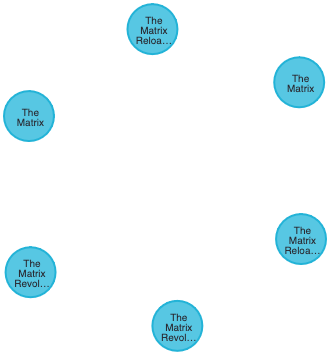 The
Matrix
Reloa...
The
Matrix
The
Matrix
The
Matrix
Reloa...
The
Matrix
Revol...
The
Matrix
Revol...